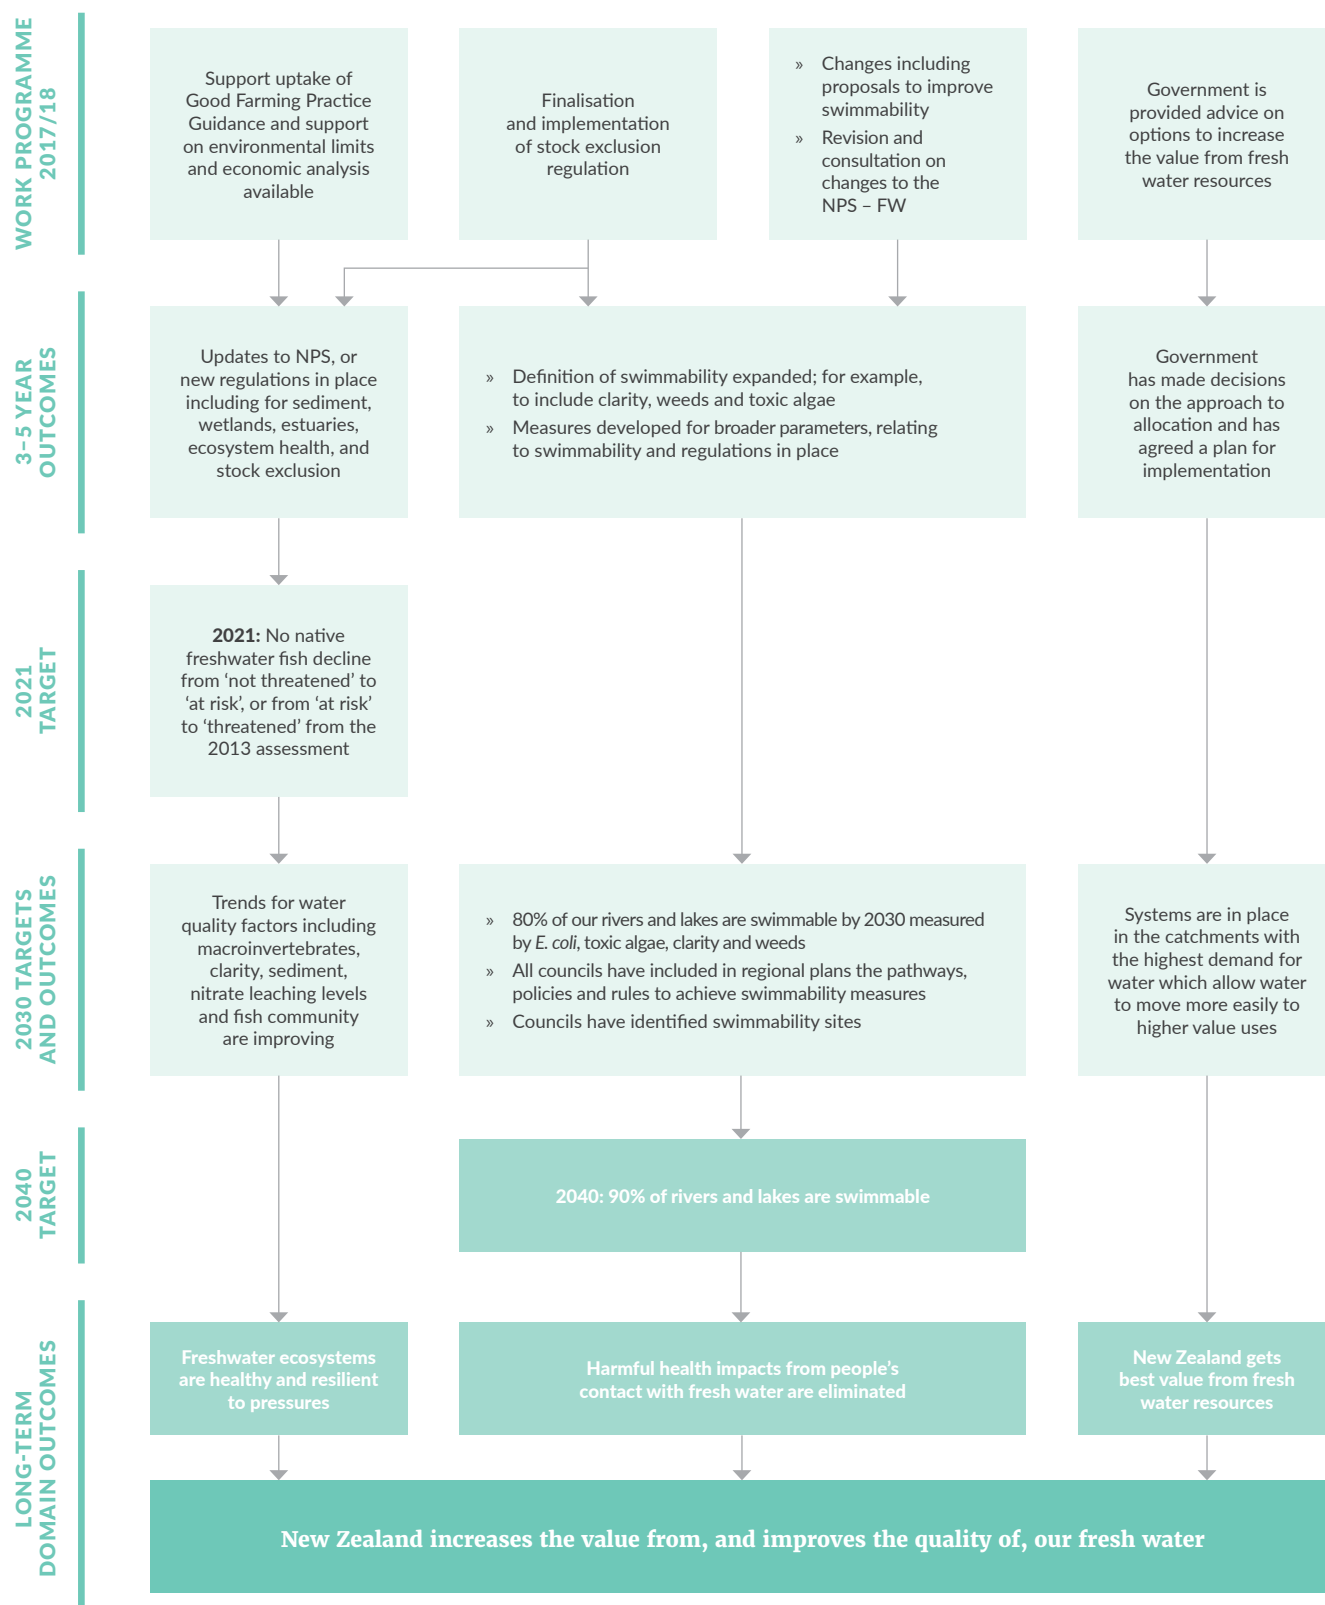 WORK PROGRAMME
2017/18
Support uptake of
Good Farming Practice
Guidance and support
on environmental limits
and economic analysis
available
Finalisation
and implementation
of stock exclusion
regulation
» Changes including
proposals to improve
swimmability
» Revision and
consultation on
changes to the
NPS – FW
Government is
provided advice on
options to increase
the value from fresh
water resources
3–5 YEAR
OUTCOMES
Updates to NPS, or
new regulations in place
including for sediment,
wetlands, estuaries,
ecosystem health, and
stock exclusion
» Definition of swimmability expanded; for example,
to include clarity, weeds and toxic algae
» Measures developed for broader parameters, relating
to swimmability and regulations in place
Government
has made decisions
on the approach to
allocation and has
agreed a plan for
implementation
2021
TARGET
2021: No native
freshwater fish decline
from ‘not threatened’ to
‘at risk’, or from ‘at risk’
to ‘threatened’ from the
2013 assessment
2030 TARGETS
AND OUTCOMES
Trends for water
quality factors including
macroinvertebrates,
clarity, sediment,
nitrate leaching levels
and fish community
are improving
» 80% of our rivers and lakes are swimmable by 2030 measured
by E. coli, toxic algae, clarity and weeds
» All councils have included in regional plans the pathways,
policies and rules to achieve swimmability measures
» Councils have identified swimmability sites
Systems are in place
in the catchments with
the highest demand for
water which allow water
to move more easily to
higher value uses
2040
TARGET
2040: 90% of rivers and lakes are swimmable
LONG-TERM
DOMAIN OUTCOMES
Freshwater ecosystems
are healthy and resilient
to pressures
Harmful health impacts from people’s
contact with fresh water are eliminated
New Zealand gets
best value from fresh
water resources
New Zealand increases the value from, and improves the quality of, our fresh water